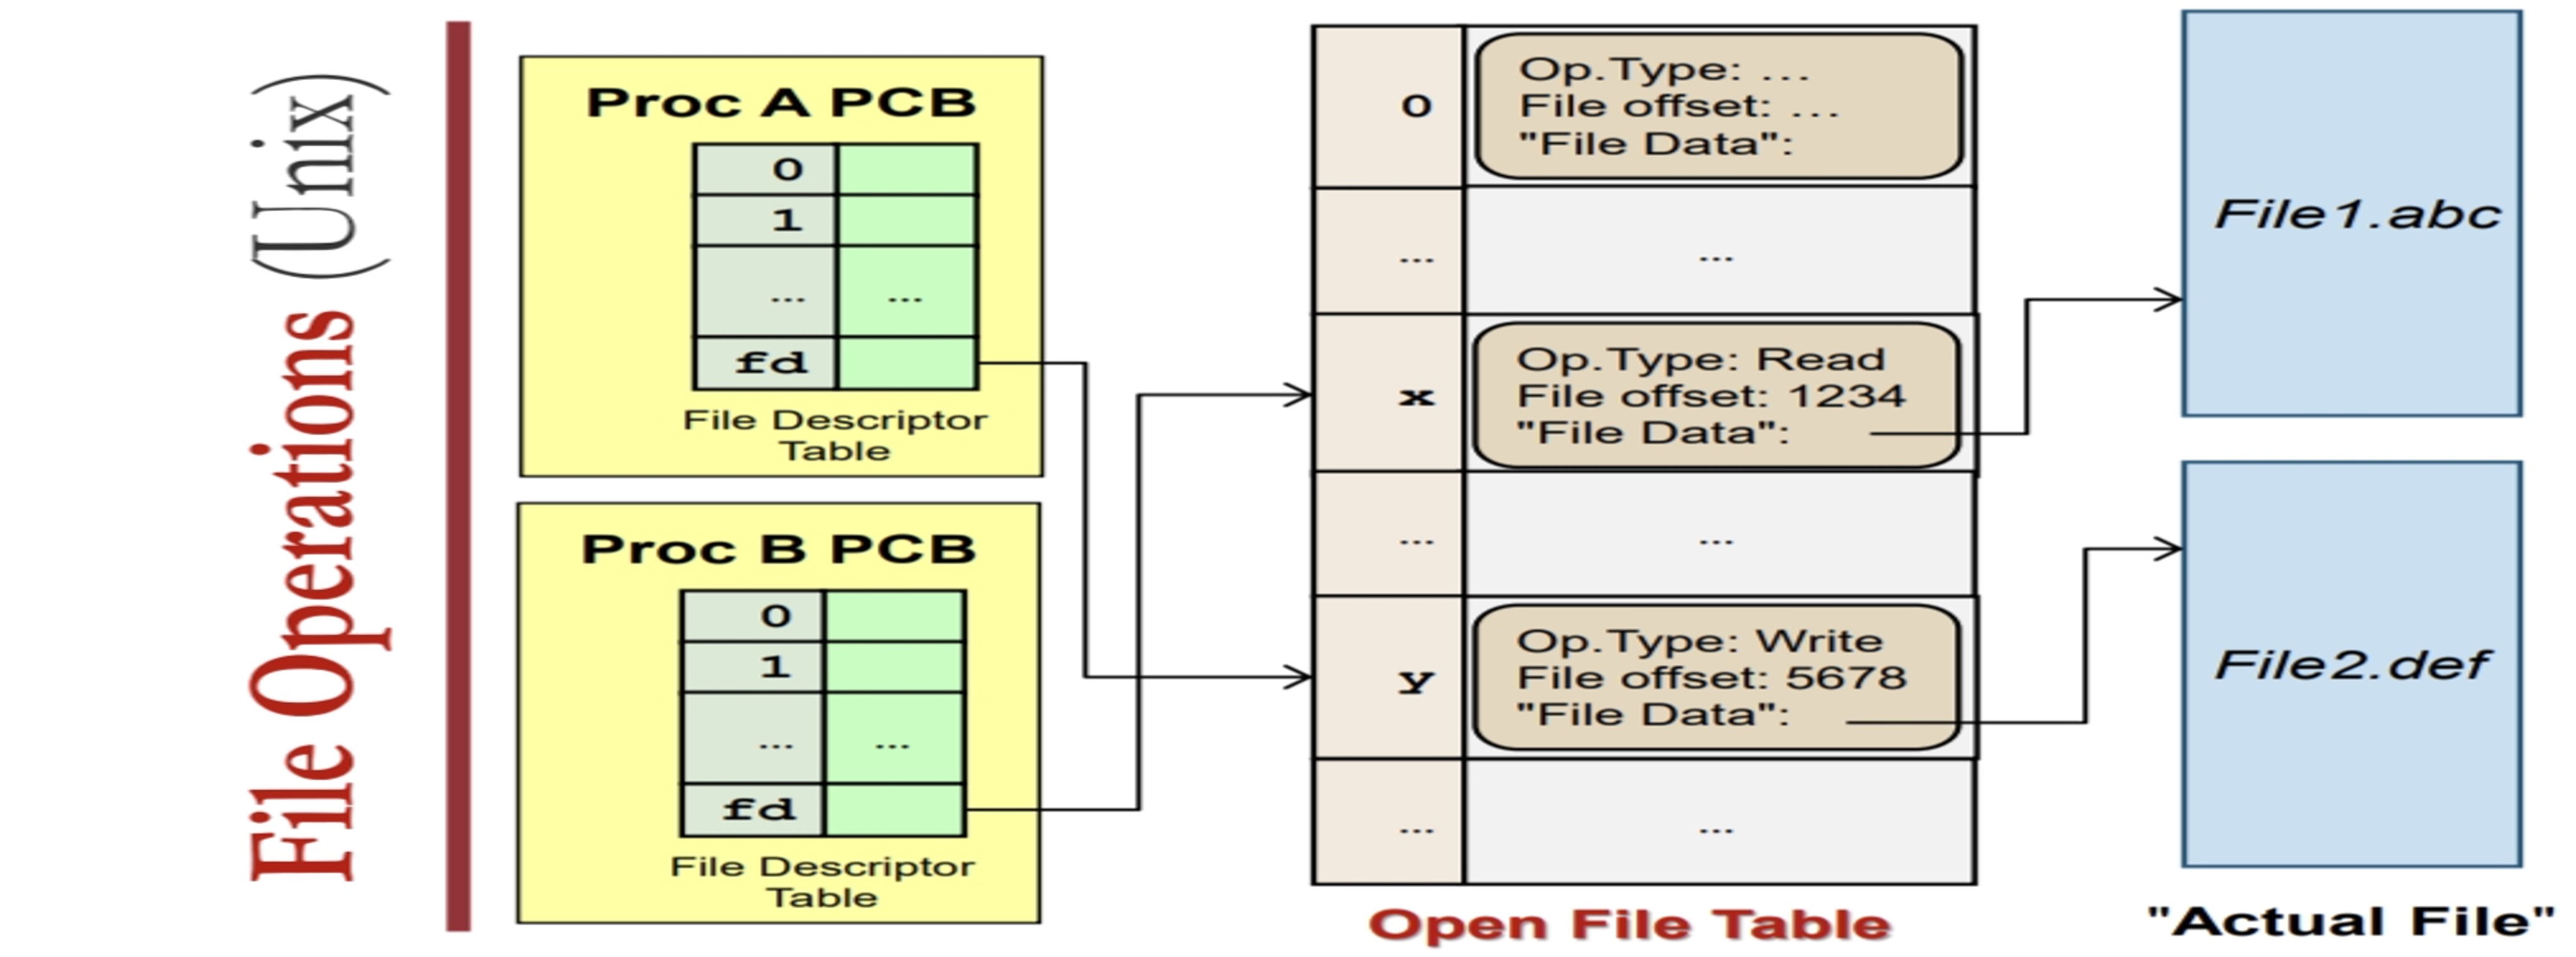 File Operations (Unix)
Proc A PCB
0
1
... ...
fd
File Descriptor
Table
Proc B PCB
0
1
... ...
fd
File Descriptor
Table
0
Op.Type: ...
File offset: ...
"File Data":
... ...
x
Op.Type: Read
File offset: 1234
"File Data":
... ...
y
Op.Type: Write
File offset: 5678
"File Data":
... ...
Open File Table
File1.abc
File2.def
"Actual File"